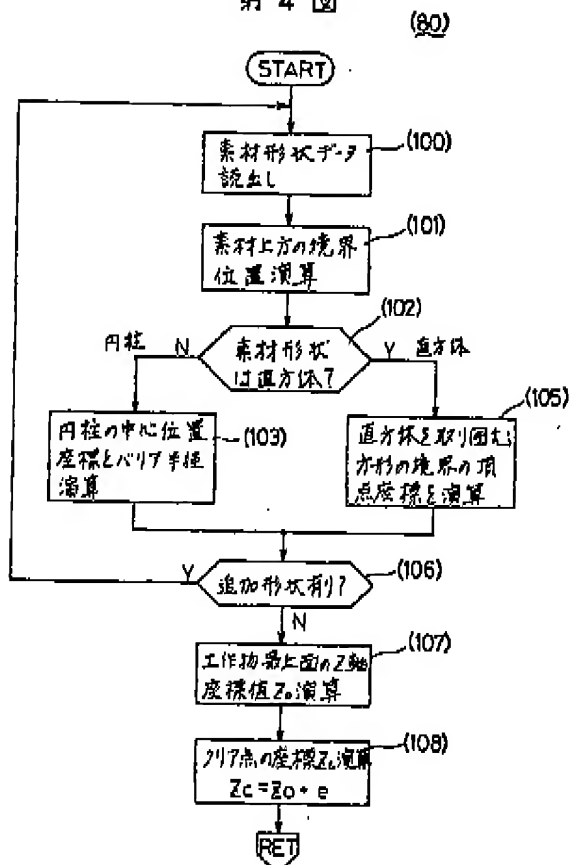 第 4 図
(80)
START
(100)
素材形状データ
読出し
(101)
素材上方の境界
位置演算
(102)
円柱 N
素材形状
は直方体?
Y 直方体
(103)
円柱の中心位置
座標とバリア半径
演算
(105)
直方体を取り囲む
方形の境界の頂
点座標を演算
(106)
Y
追加形状有り?
N
(107)
工作物最上面のZ軸
座標値Zo演算
(108)
クリア点の座標Zc演算
Zc=Zo+e
RET